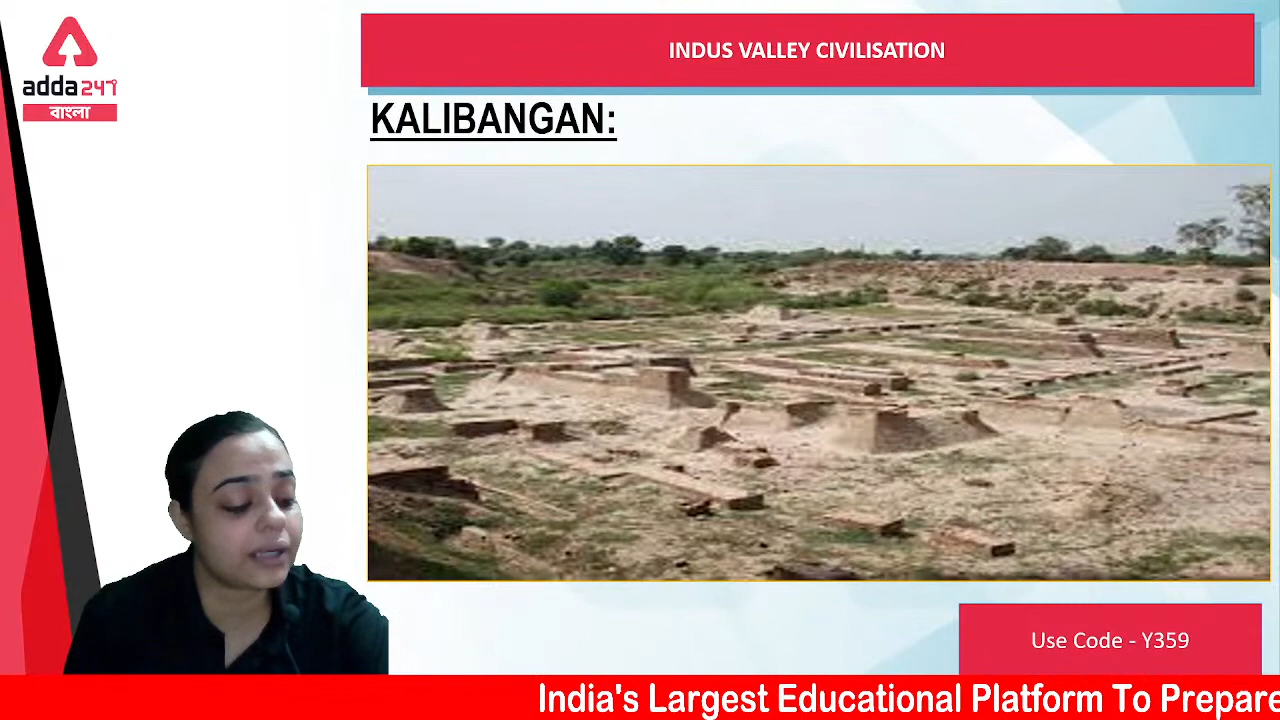 adda247
বাংলা
INDUS VALLEY CIVILISATION
KALIBANGAN:
Use Code - Y359
India's Largest Educational Platform To Prepare